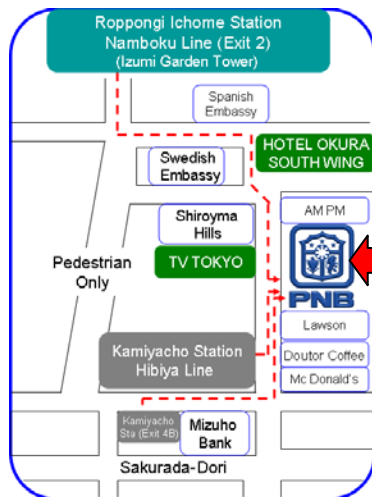 Roppongi Ichome Station
Namboku Line (Exit 2)
(Izumi Garden Tower)
Spanish
Embassy
HOTEL OKURA
SOUTH WING
Swedish
Embassy
AM PM
Shiroyma
Hills
TV TOKYO
Pedestrian
Only
PNB
Lawson
Kamiyacho Station
Hibiya Line
Doutor Coffee
Mc Donald's
Kamiyacho
Sta (Exit 4B)
Mizuho
Bank
Sakurada-Dori